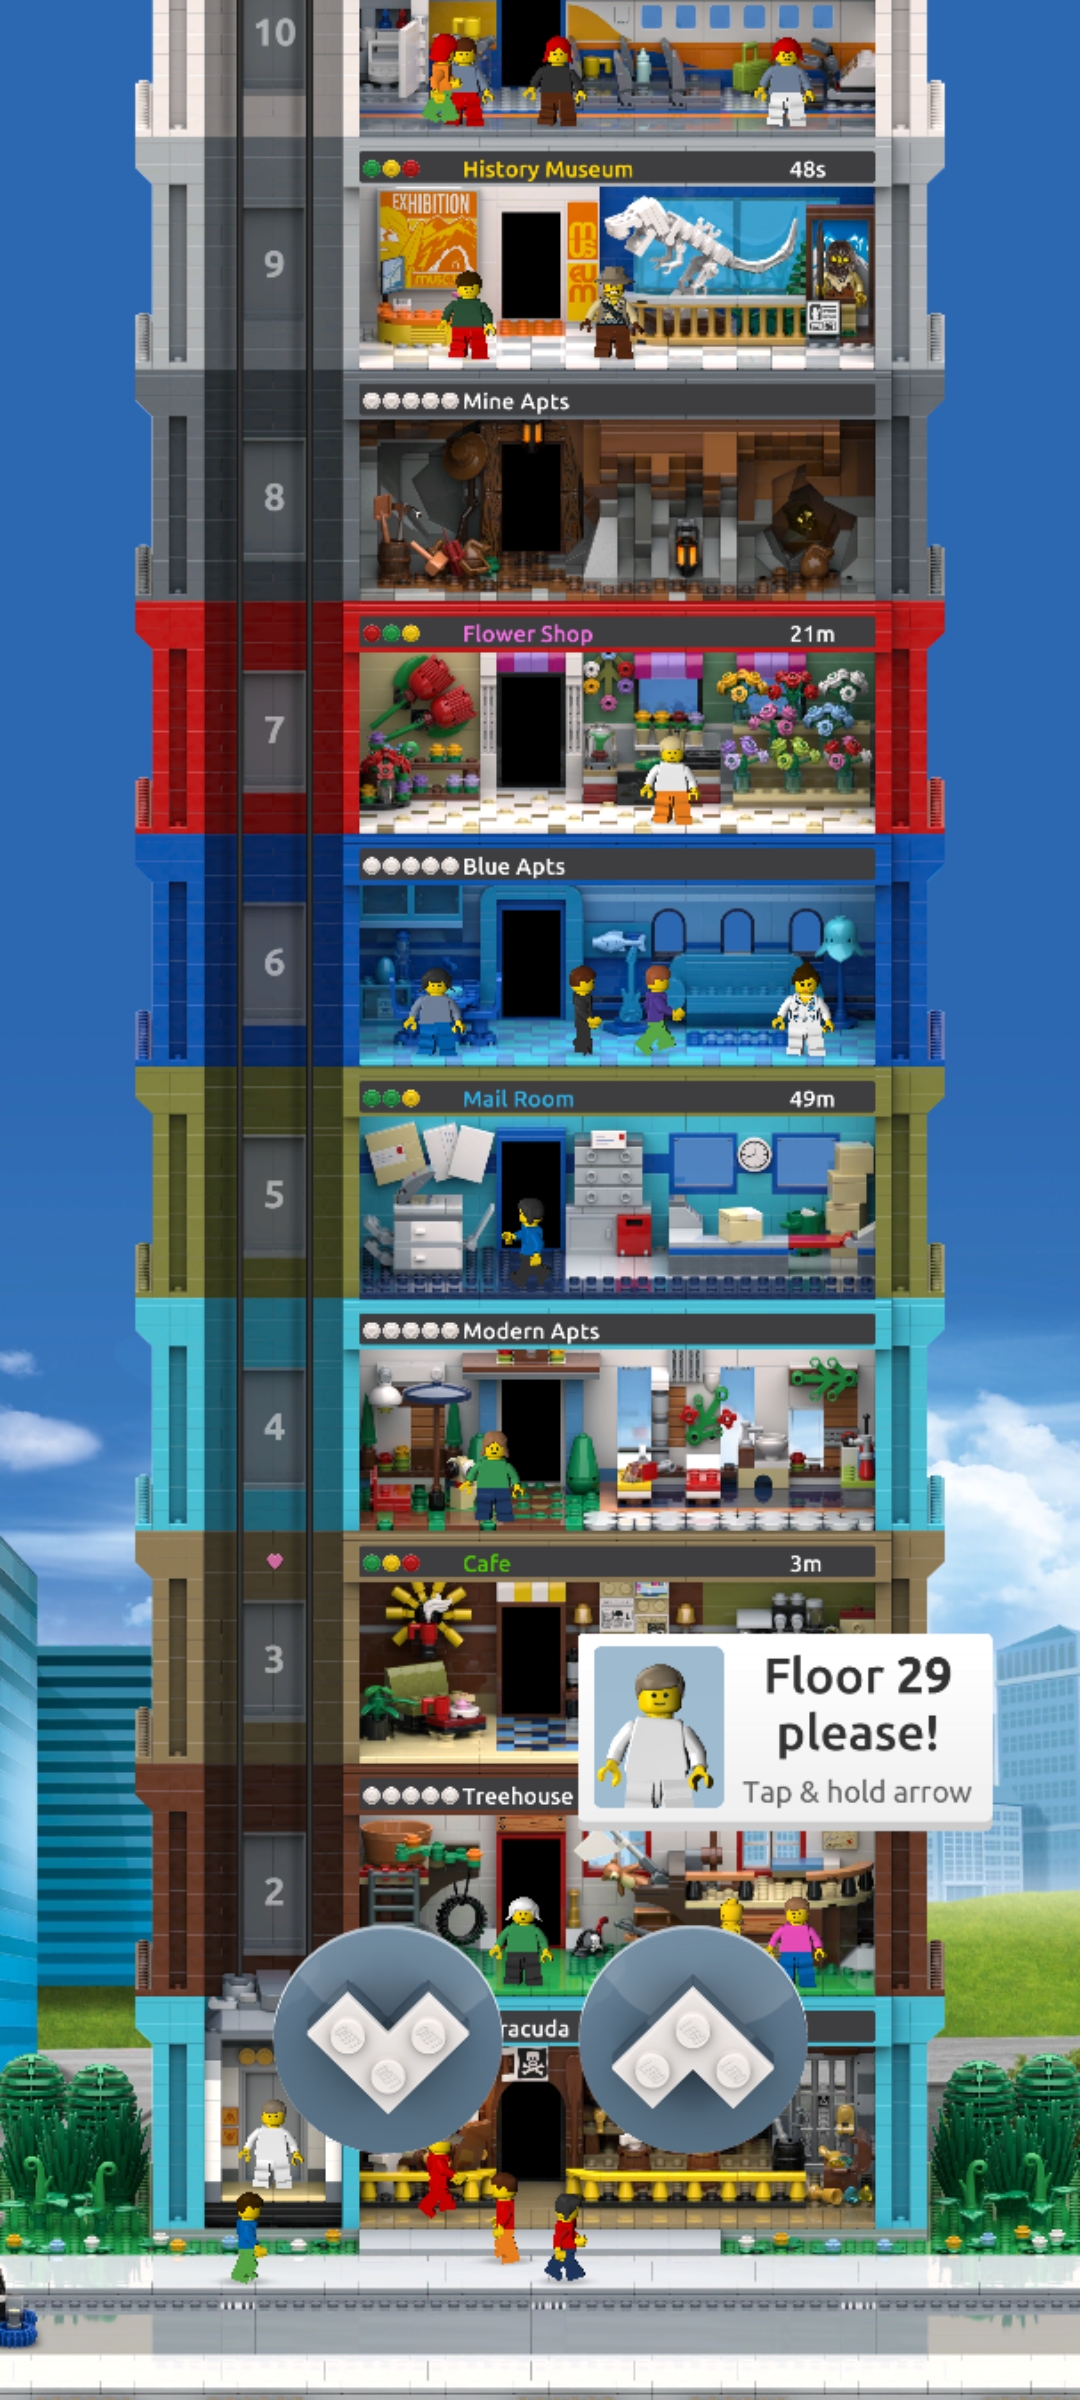 10
History Museum 48s
EXHIBITION
9
Mine Apts
8
Flower Shop 21m
7
Blue Apts
6
Mail Room 49m
5
Modern Apts
4
Cafe 3m
3
Floor 29
please!
Tap & hold arrow
Treehouse
2
racuda